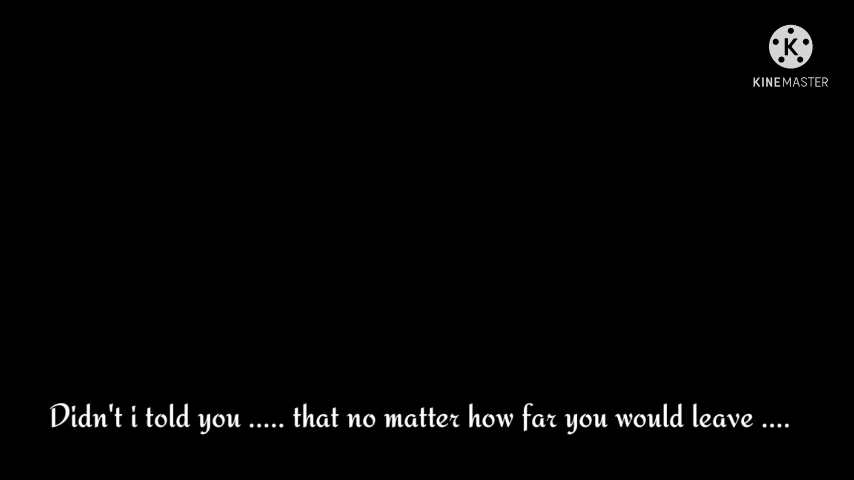 K
KINEMASTER
Didn't i told you ..... that no matter how far you would leave ....